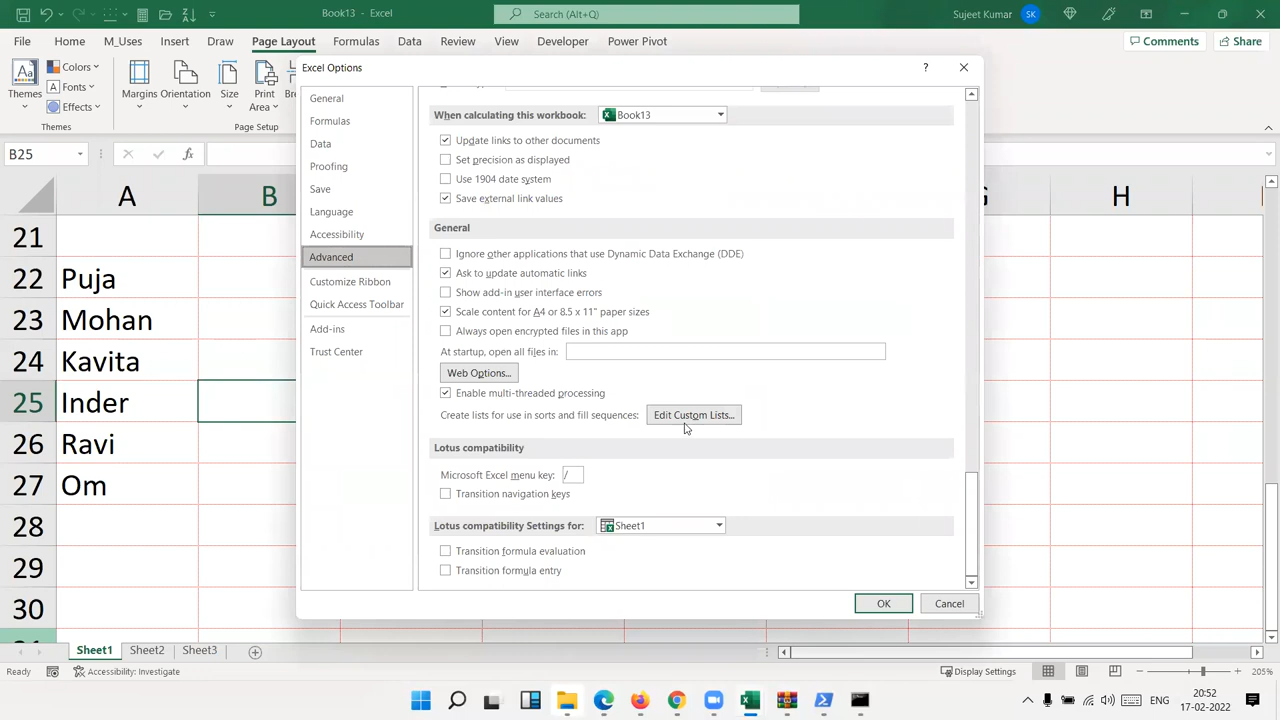 Book13 - Excel
Search (Alt+Q)
Sujeet Kumar
SK
File
Home
M_Uses
Insert
Draw
Page Layout
Formulas
Data
Review
View
Developer
Power Pivot
Comments
Share
Themes
Colors
Fonts
Effects
Themes
Margins
Orientation
Size
Print Area
Page Setup
Excel Options
?
B25
fx
A
B
H
21
22 Puja
23 Mohan
24 Kavita
25 Inder
26 Ravi
27 Om
28
29
30
General
Formulas
Data
Proofing
Save
Language
Accessibility
Advanced
Customize Ribbon
Quick Access Toolbar
Add-ins
Trust Center
When calculating this workbook: Book13
Update links to other documents
Set precision as displayed
Use 1904 date system
Save external link values
General
Ignore other applications that use Dynamic Data Exchange (DDE)
Ask to update automatic links
Show add-in user interface errors
Scale content for A4 or 8.5 x 11" paper sizes
Always open encrypted files in this app
At startup, open all files in:
Web Options...
Enable multi-threaded processing
Create lists for use in sorts and fill sequences: Edit Custom Lists...
Lotus compatibility
Microsoft Excel menu key: /
Transition navigation keys
Lotus compatibility Settings for: Sheet1
Transition formula evaluation
Transition formula entry
OK
Cancel
Sheet1
Sheet2
Sheet3
Ready
Accessibility: Investigate
Display Settings
205%
ENG
20:52
17-02-2022